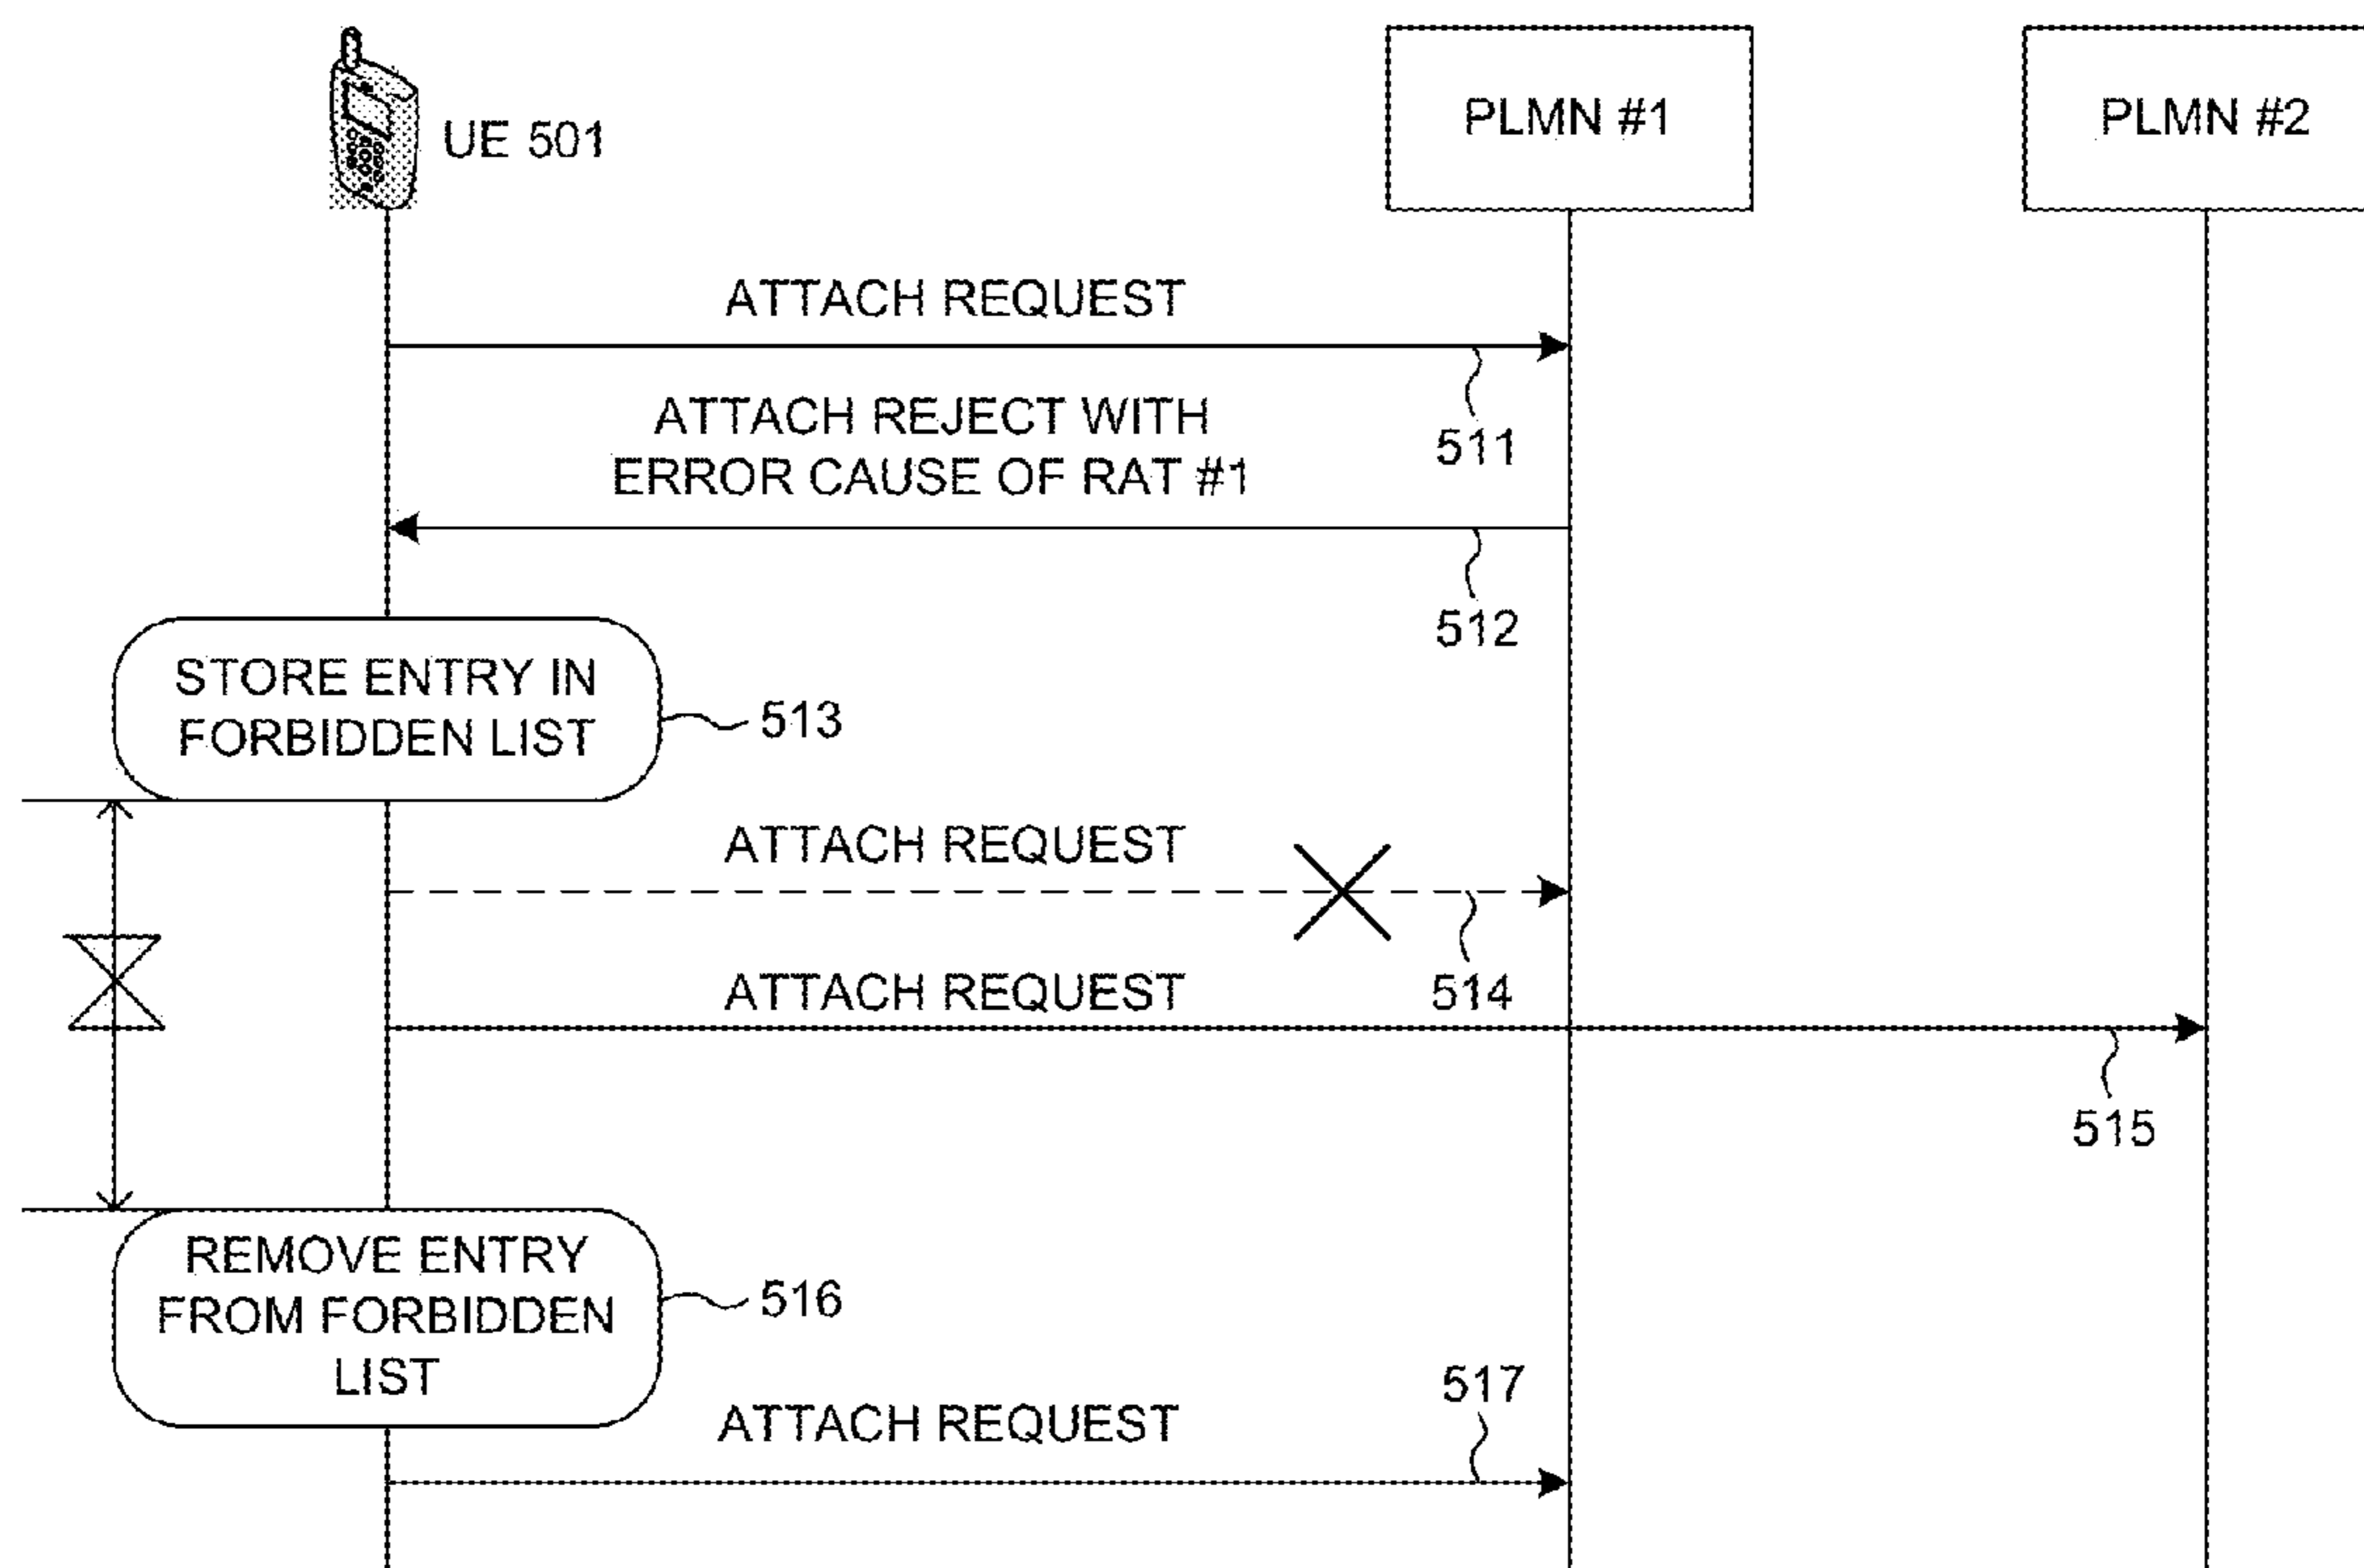 UE 501
PLMN #1
PLMN #2
ATTACH REQUEST
511
ATTACH REJECT WITH
ERROR CAUSE OF RAT #1
512
STORE ENTRY IN
FORBIDDEN LIST
513
ATTACH REQUEST
514
ATTACH REQUEST
515
REMOVE ENTRY
FROM FORBIDDEN
LIST
516
517
ATTACH REQUEST